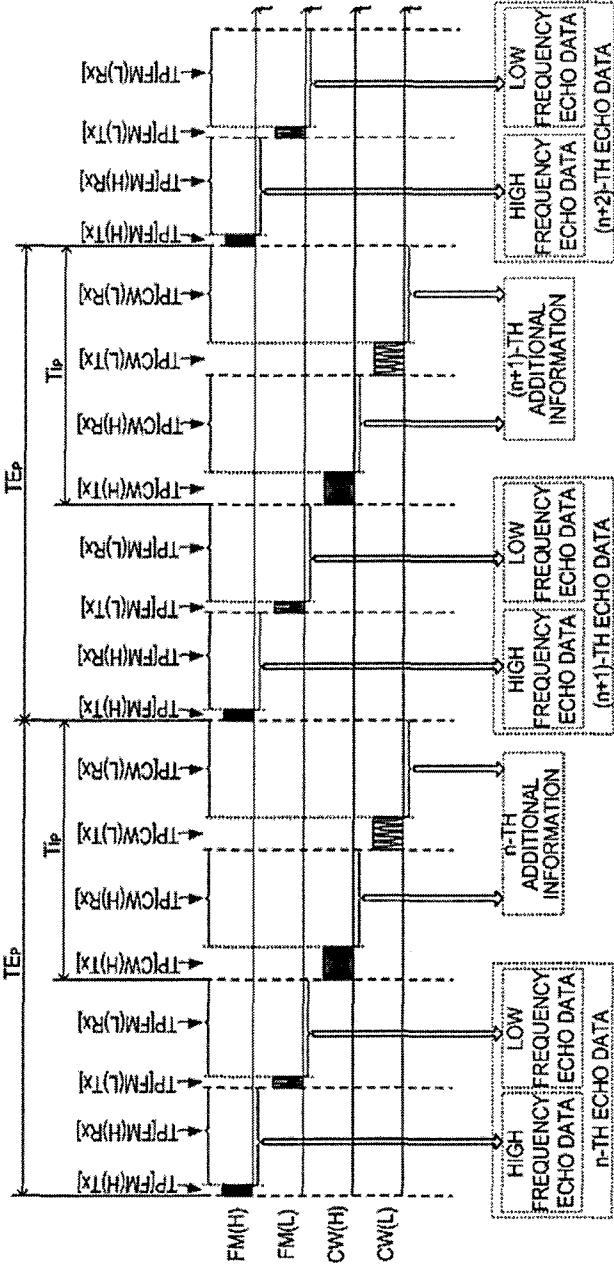 TEP
TEP
TIP
TIP
TP[FM(H)Tx]
TP[FM(H)Rx]
TP[FM(L)Tx]
TP[FM(L)Rx]
TP[CW(H)Tx]
TP[CW(H)Rx]
TP[CW(L)Tx]
TP[CW(L)Rx]
TP[FM(H)Tx]
TP[FM(H)Rx]
TP[FM(L)Tx]
TP[FM(L)Rx]
TP[CW(H)Tx]
TP[CW(H)Rx]
TP[CW(L)Tx]
TP[CW(L)Rx]
TP[FM(H)Tx]
TP[FM(H)Rx]
TP[FM(L)Tx]
TP[FM(L)Rx]
FM(H)
t
FM(L)
t
CW(H)
t
CW(L)
t
HIGH
FREQUENCY
ECHO DATA
LOW
FREQUENCY
ECHO DATA
n-TH ECHO DATA
n-TH
ADDITIONAL
INFORMATION
HIGH
FREQUENCY
ECHO DATA
LOW
FREQUENCY
ECHO DATA
(n+1)-TH ECHO DATA
(n+1)-TH
ADDITIONAL
INFORMATION
HIGH
FREQUENCY
ECHO DATA
LOW
FREQUENCY
ECHO DATA
(n+2)-TH ECHO DATA